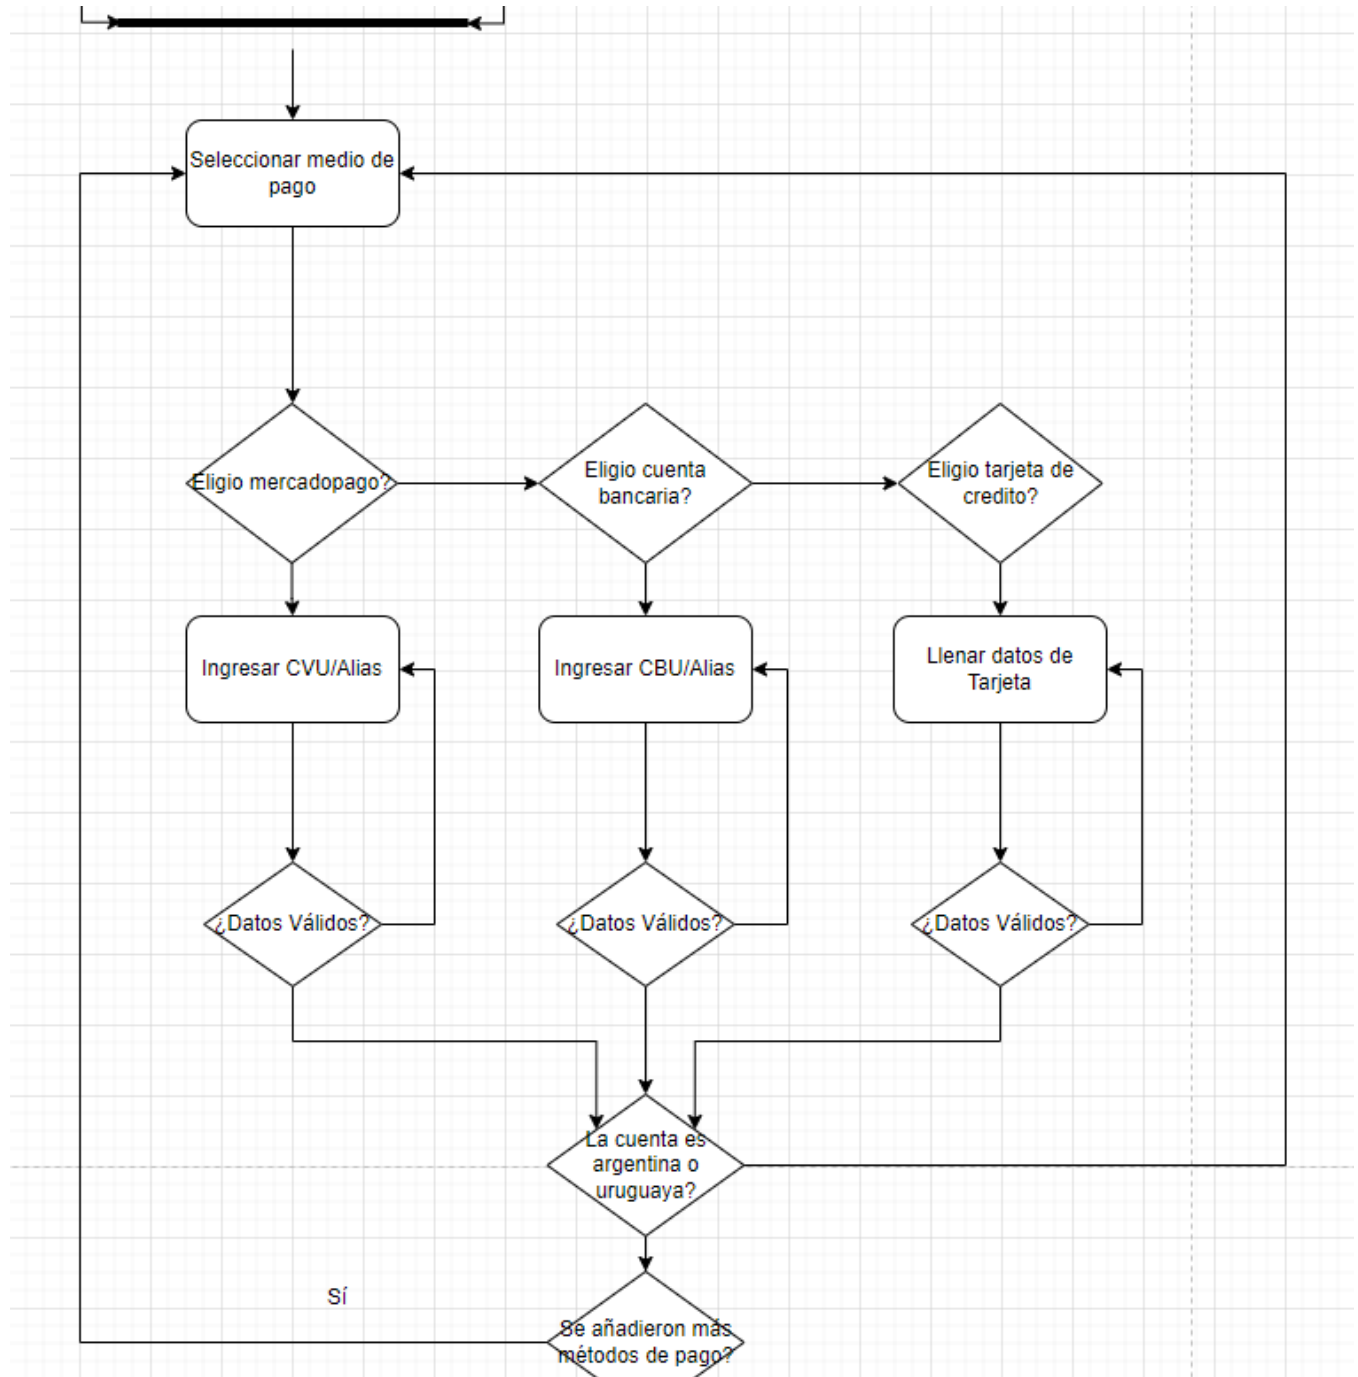 Seleccionar medio de
pago
Eligio mercadopago?
Eligio cuenta
bancaria?
Eligio tarjeta de
credito?
Ingresar CVU/Alias
Ingresar CBU/Alias
Llenar datos de
Tarjeta
¿Datos Válidos?
¿Datos Válidos?
¿Datos Válidos?
La cuenta es
argentina o
uruguaya?
Sí
Se añadieron más
métodos de pago?